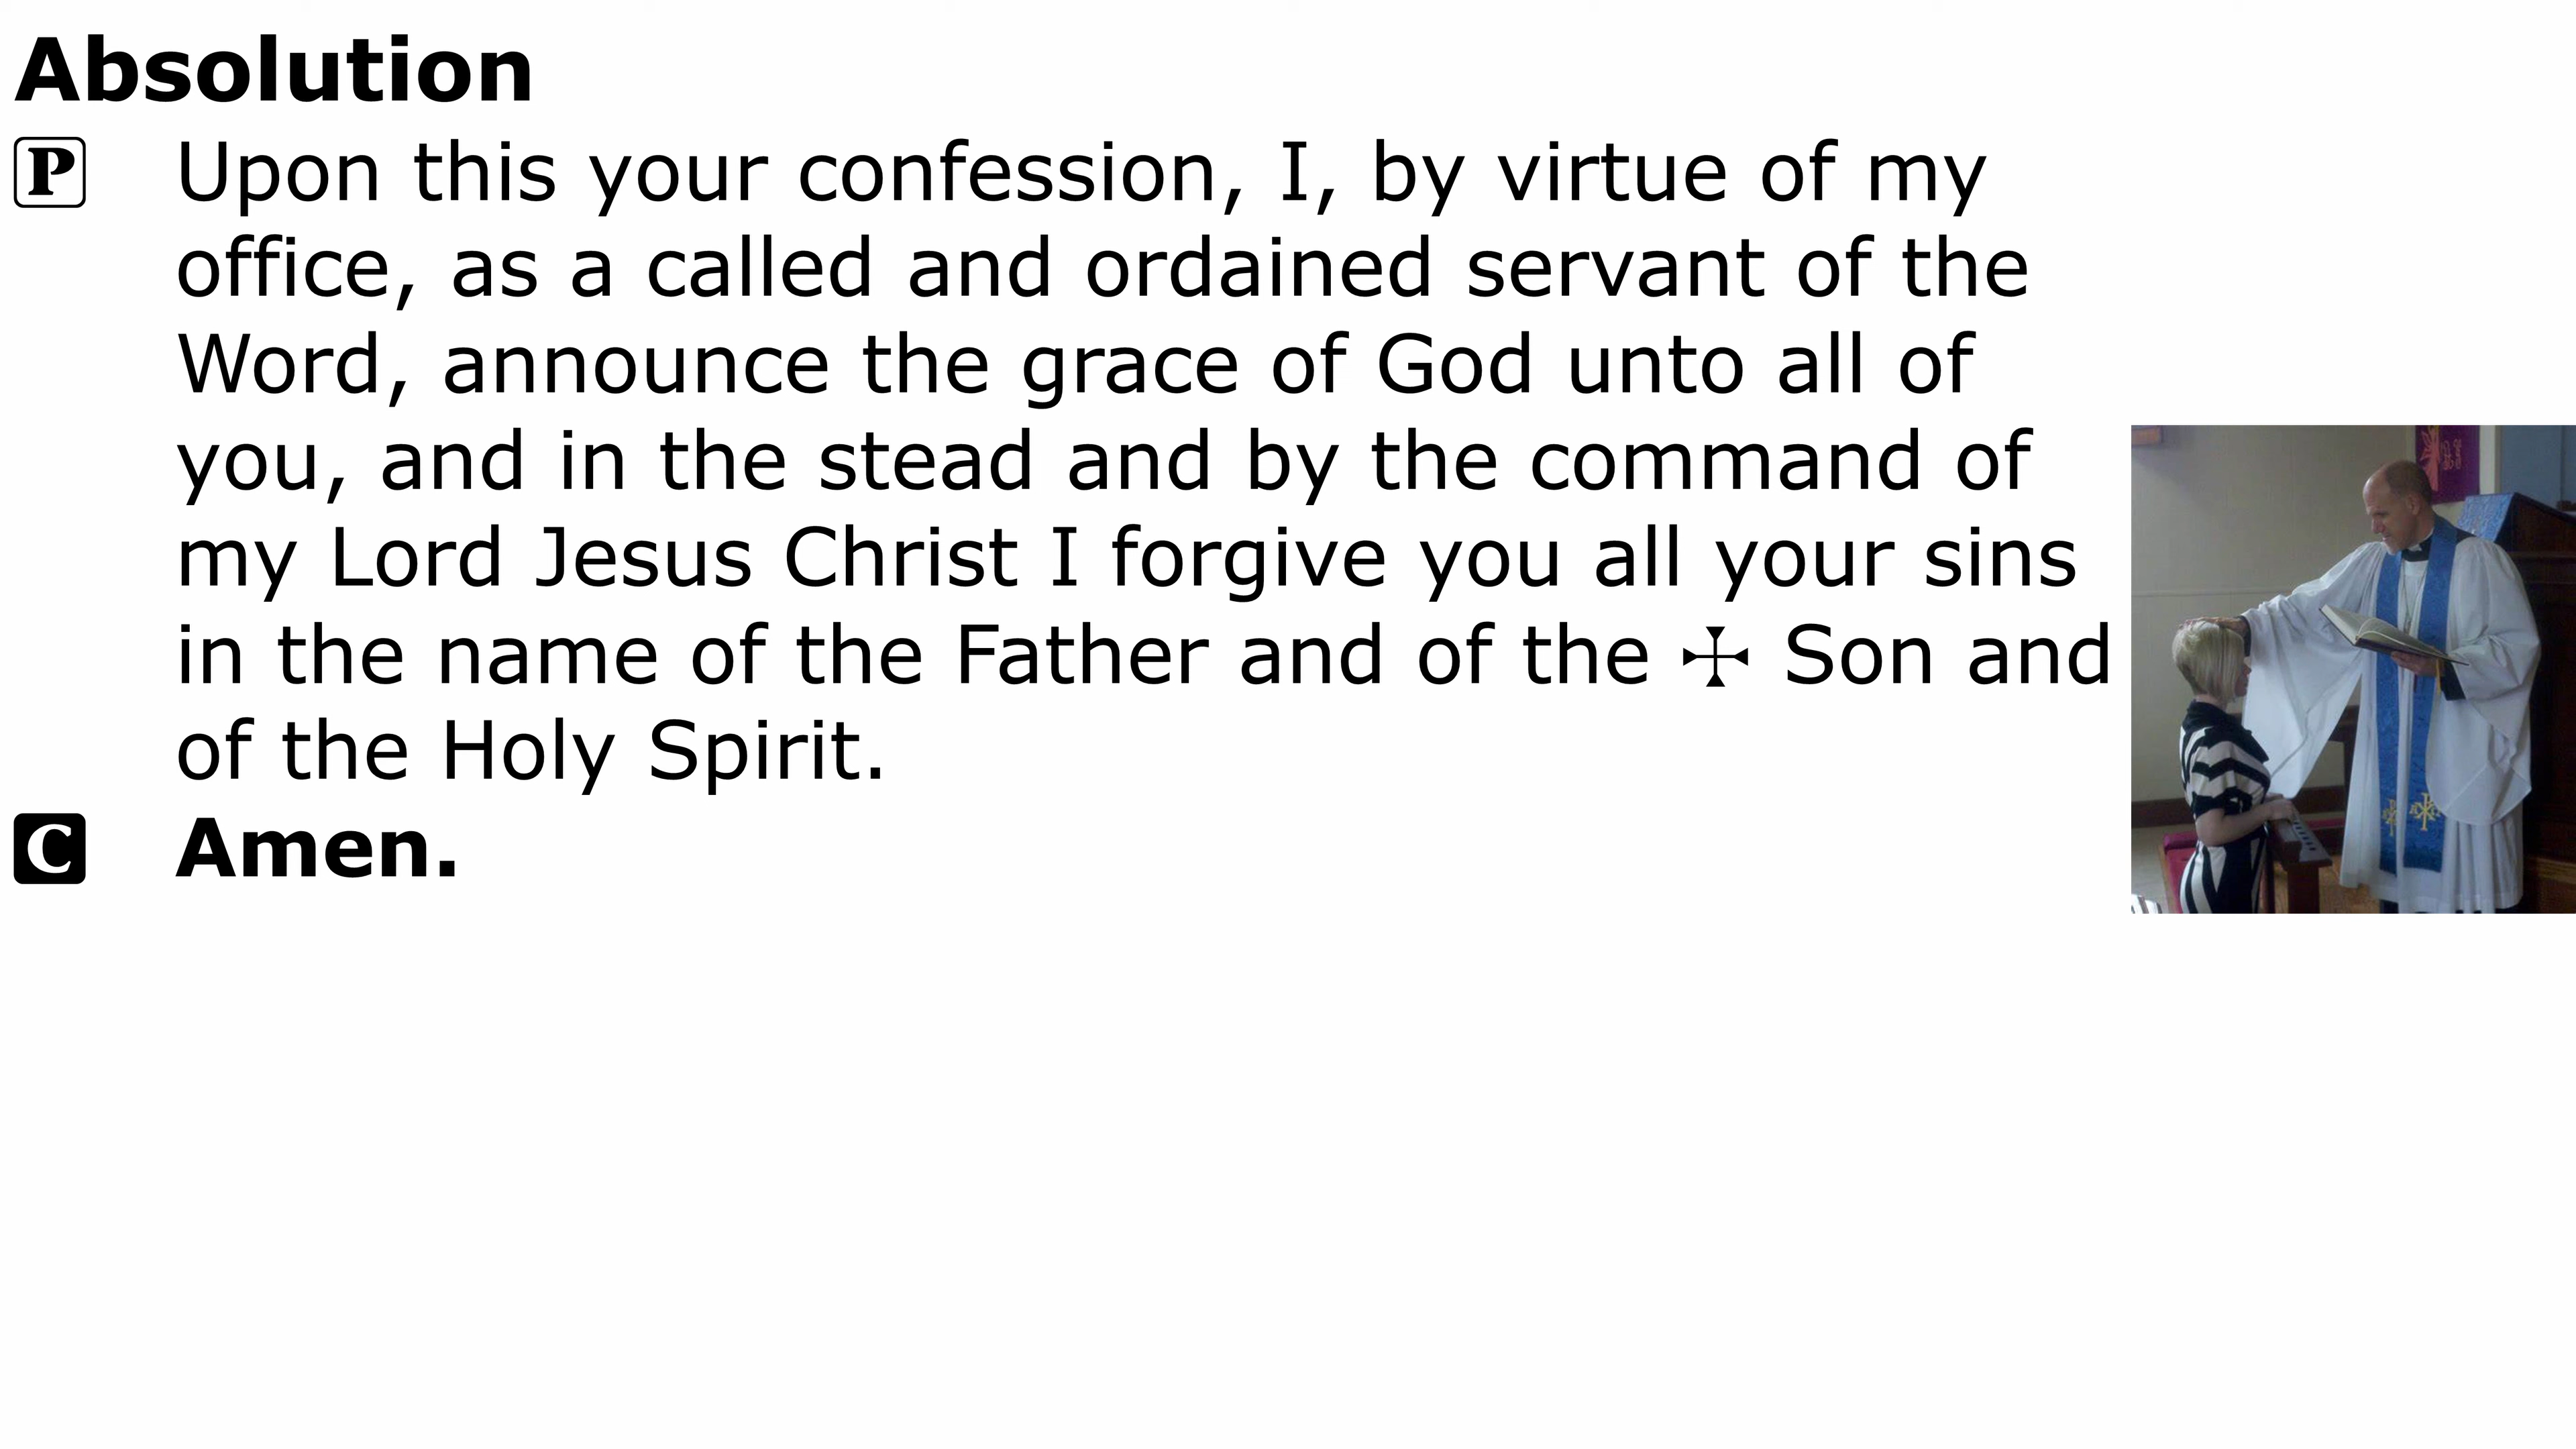 Absolution
P Upon this your confession, I, by virtue of my
office, as a called and ordained servant of the
Word, announce the grace of God unto all of
you, and in the stead and by the command of
my Lord Jesus Christ I forgive you all your sins
in the name of the Father and of the ☩ Son and
of the Holy Spirit.
C Amen.